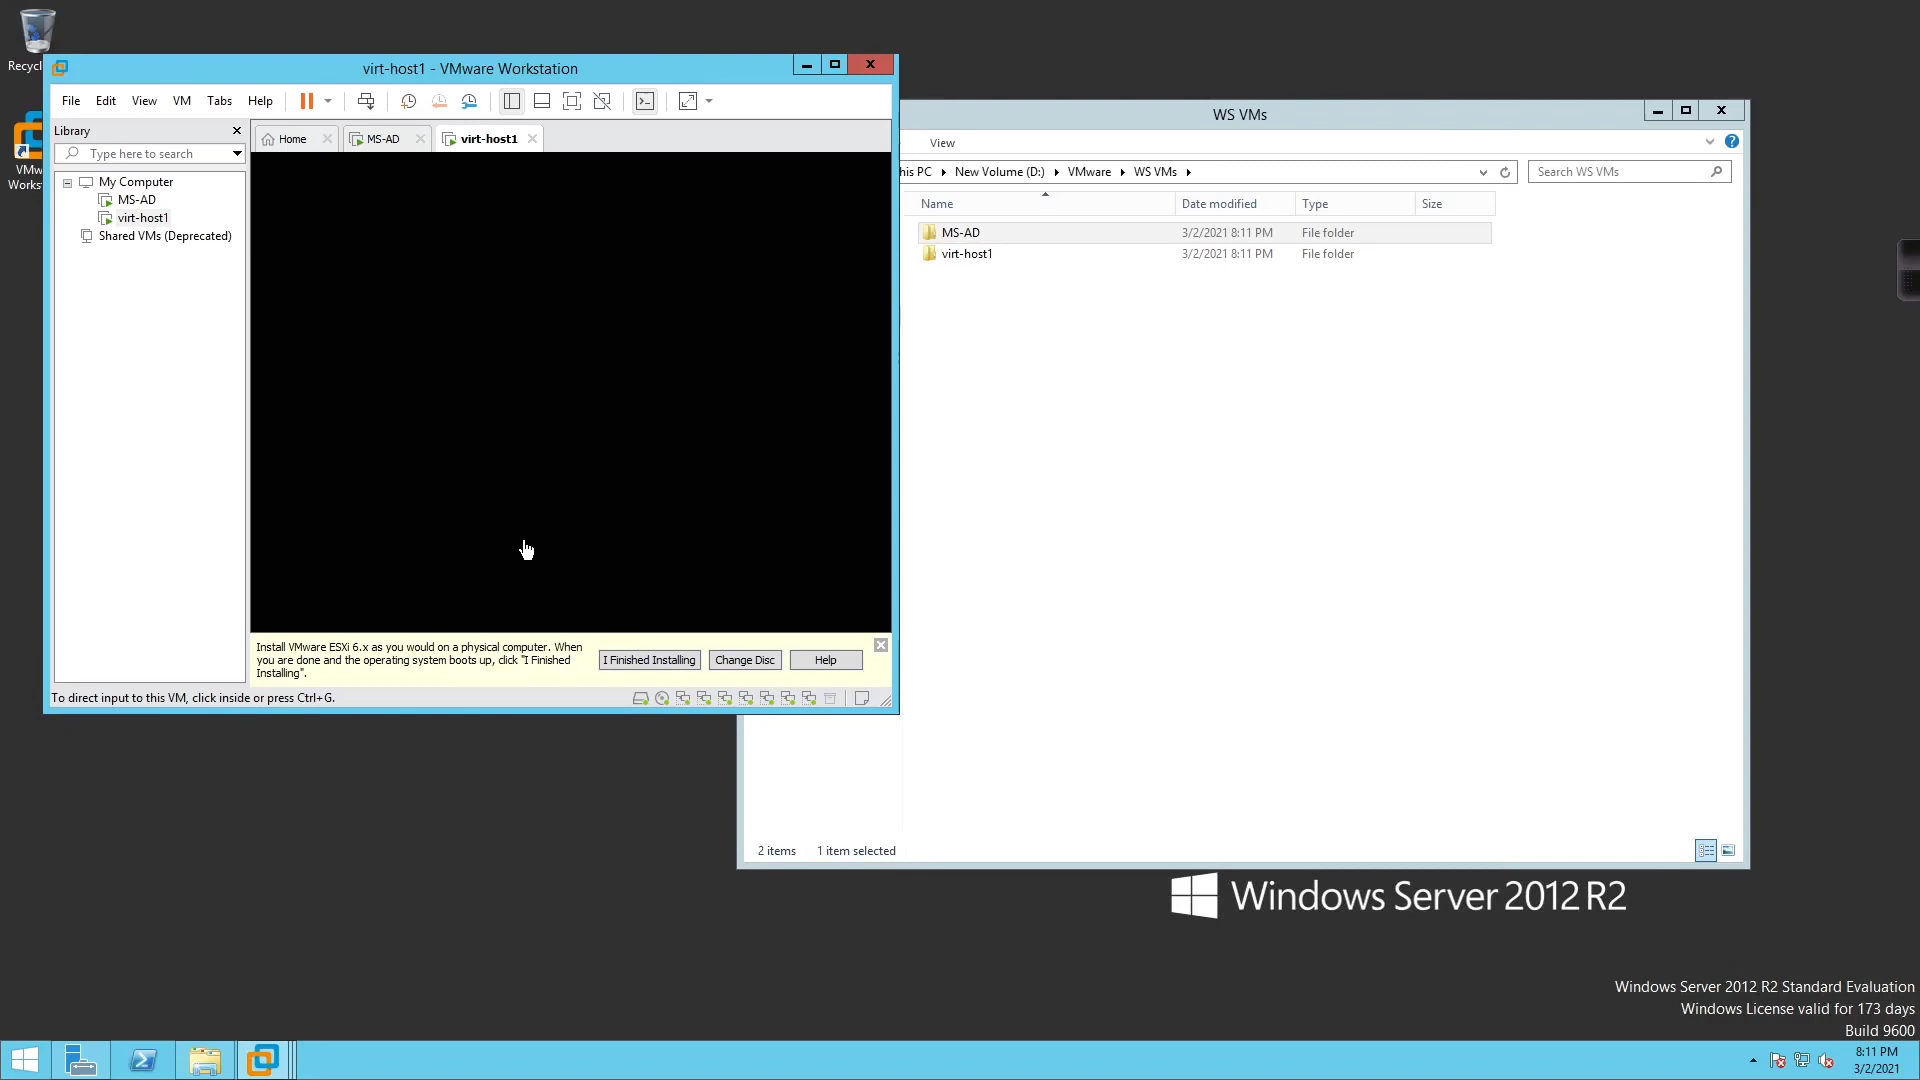 Recycl
VMw
Works
virt-host1 - VMware Workstation
File Edit View VM Tabs Help
Library
Type here to search
My Computer
MS-AD
virt-host1
Shared VMs (Deprecated)
Home
MS-AD
virt-host1
Install VMware ESXi 6.x as you would on a physical computer. When
you are done and the operating system boots up, click "I Finished
Installing".
I Finished Installing
Change Disc
Help
To direct input to this VM, click inside or press Ctrl+G.
WS VMs
View
his PC New Volume (D:) VMware WS VMs
Search WS VMs
Name Date modified Type Size
MS-AD 3/2/2021 8:11 PM File folder
virt-host1 3/2/2021 8:11 PM File folder
2 items 1 item selected
Windows Server 2012 R2
Windows Server 2012 R2 Standard Evaluation
Windows License valid for 173 days
Build 9600
8:11 PM
3/2/2021